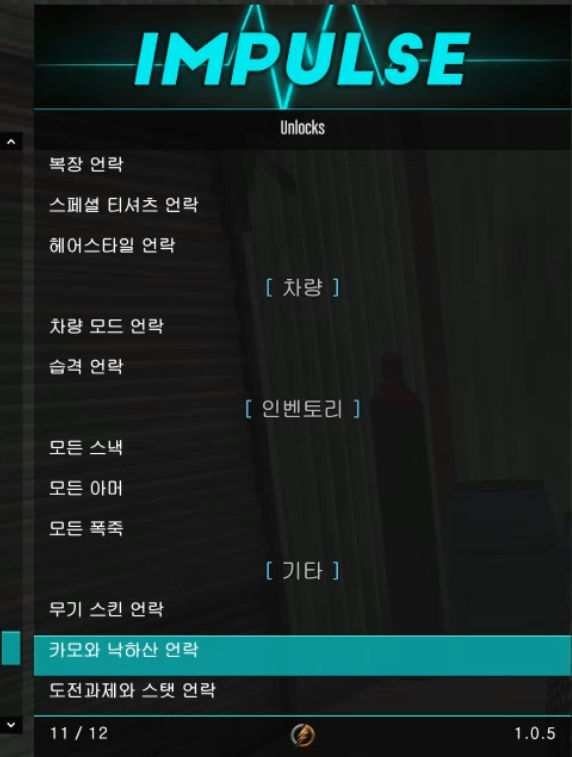 IMPULSE
Unlocks
복장 언락
스페셜 티셔츠 언락
헤어스타일 언락
[ 차량 ]
차량 모드 언락
습격 언락
[ 인벤토리 ]
모든 스낵
모든 아머
모든 폭죽
[ 기타 ]
무기 스킨 언락
카모와 낙하산 언락
도전과제와 스탯 언락
11 / 12
1.0.5